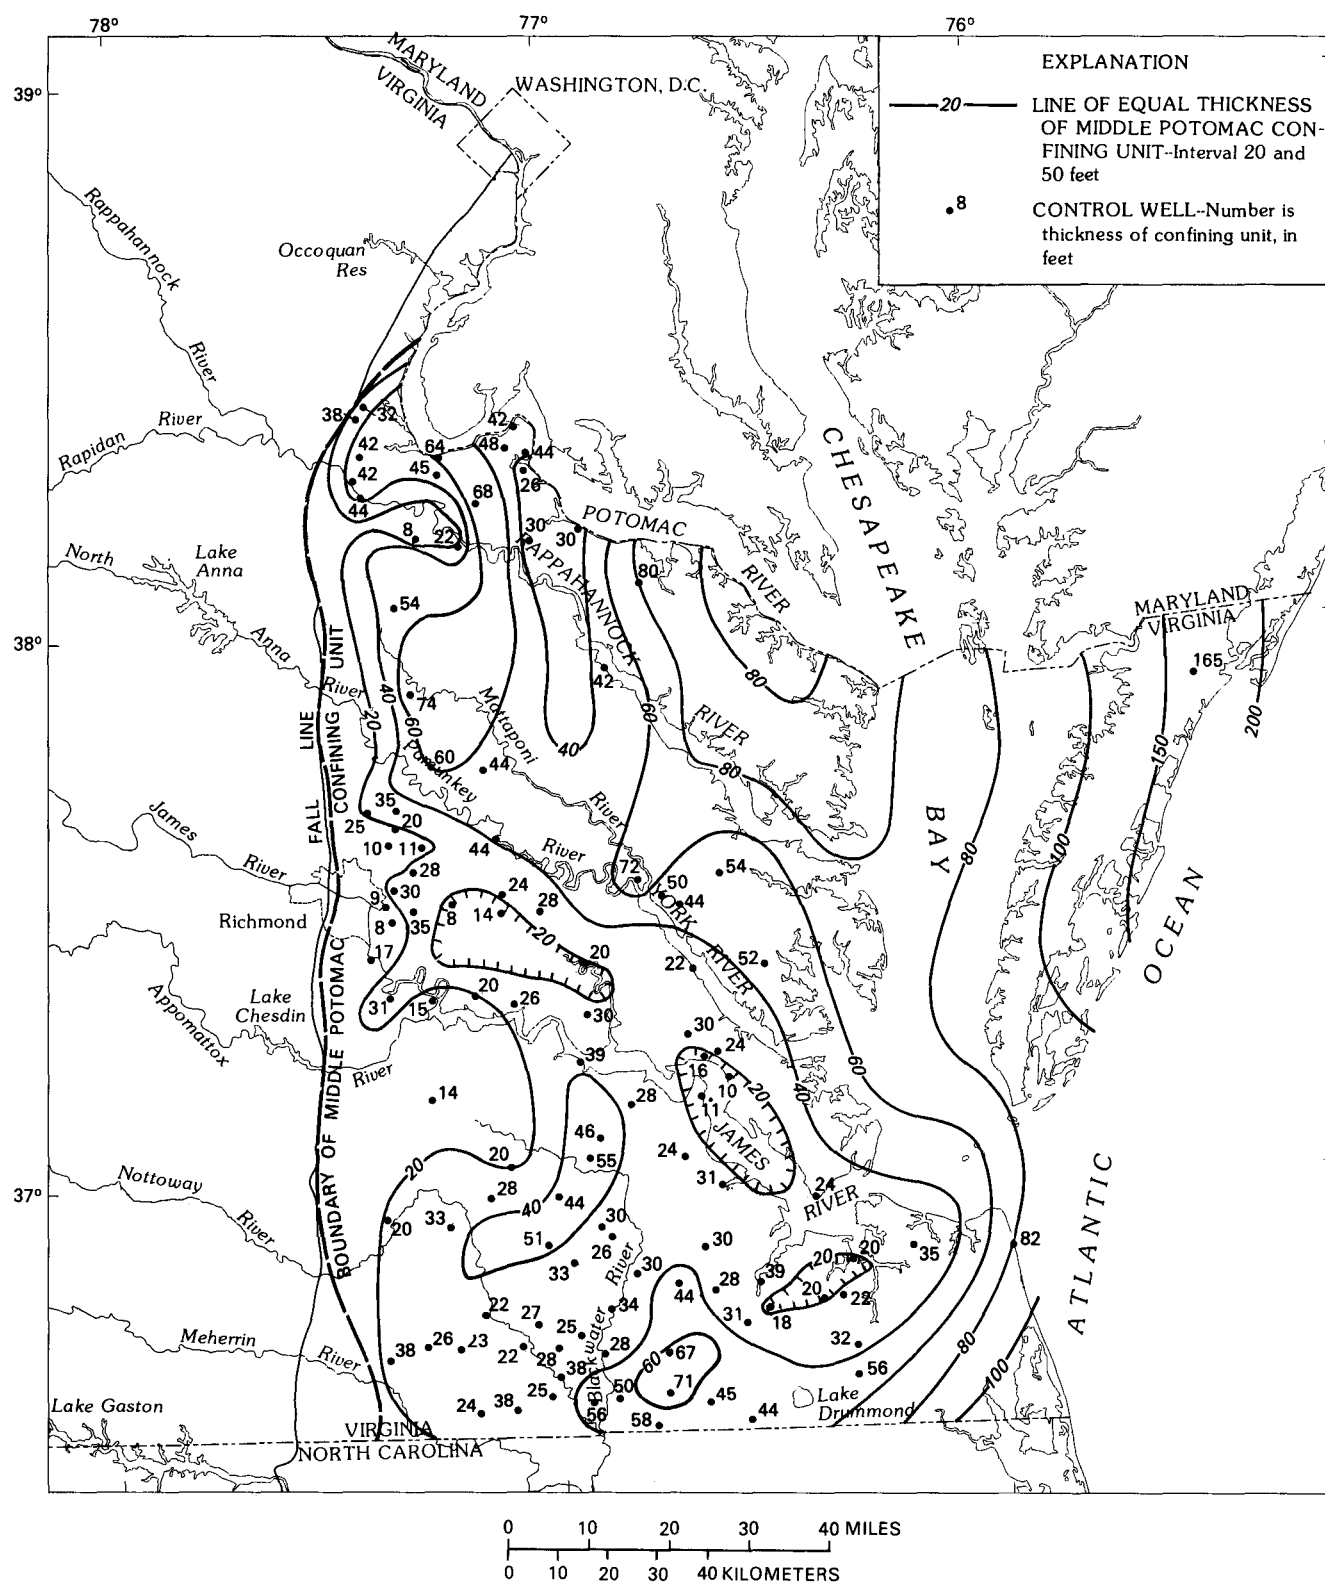 78°
77°
76°
39°
38°
37°
EXPLANATION
20
LINE OF EQUAL THICKNESS
OF MIDDLE POTOMAC CON-
FINING UNIT--Interval 20 and
50 feet
8
CONTROL WELL--Number is
thickness of confining unit, in
feet
MARYLAND
VIRGINIA
WASHINGTON, D.C.
Rappahannock
River
Occoquan
Res
Rapidan
River
38
32
42
42
44
64
45
48
42
44
26
68
8
22
30
30
POTOMAC
RIVER
RAPPAHANNOCK
RIVER
CHESAPEAKE
BAY
North
Anna
River
Lake
Anna
54
80
80
42
MARYLAND
VIRGINIA
165
200
150
100
80
FALL LINE
BOUNDARY OF MIDDLE POTOMAC CONFINING UNIT
20
40
60
74
60
Mattaponi
River
Pamunkey
River
44
40
60
80
James
River
35
25
20
10
11
28
44
72
50
44
54
YORK
RIVER
Richmond
9
30
8
35
17
8
24
14
28
20
20
22
52
Appomattox
River
Lake
Chesdin
31
15
20
26
30
39
30
24
16
10
11
20
JAMES
RIVER
40
60
14
28
46
55
24
31
24
Nottoway
River
20
20
28
44
40
20
33
51
33
30
26
30
30
35
82
ATLANTIC
OCEAN
Blackwater
River
34
44
28
39
20
20
20
22
18
31
32
56
22
27
25
22
28
28
38
Meherrin
River
38
26
23
24
38
25
56
50
60
67
71
45
58
44
Lake
Drummond
80
100
Lake Gaston
VIRGINIA
NORTH CAROLINA
0 10 20 30 40 MILES
0 10 20 30 40 KILOMETERS